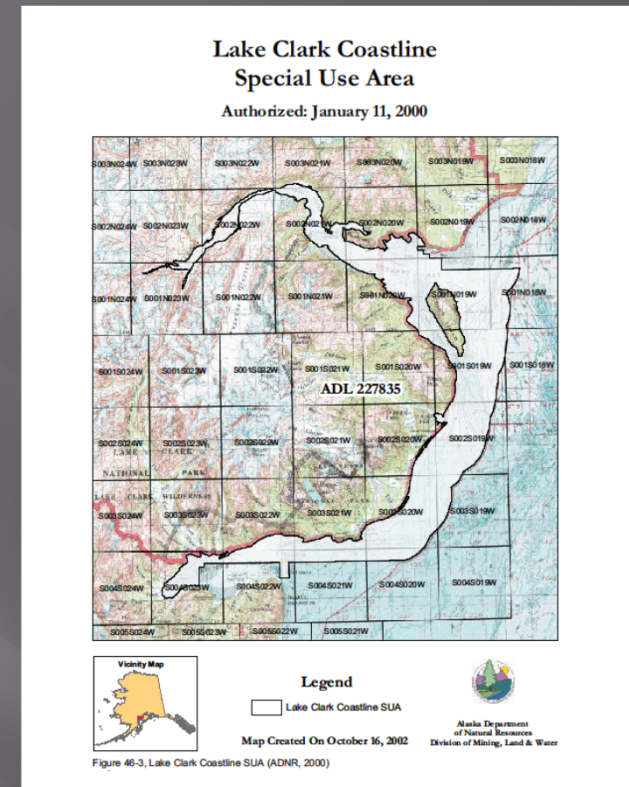 Lake Clark Coastline
Special Use Area
Authorized: January 11, 2000
S003N024W S003N023W S003N022W S003N021W S003N020W S003N019W S003N018W
S002N024W S002N023W S002N022W S002N021W S002N020W S002N019W S002N018W
S001N024W S001N023W S001N022W S001N021W S001N020W S001N019W S001N018W
S001S024W S001S023W S001S022W S001S021W S001S020W S001S019W S001S018W
ADL 227835
S002S024W S002S023W S002S022W S002S021W S002S020W S002S019W
LAKE CLARK
NATIONAL PARK
LAKE CLARK WILDERNESS
S003S024W S003S023W S003S022W S003S021W S003S020W S003S019W
S004S024W S004S023W S004S022W S004S021W S004S020W S004S019W
S005S024W S005S023W S005S022W S005S021W
Vicinity Map
Legend
Lake Clark Coastline SUA
Map Created On October 16, 2002
Alaska Department
of Natural Resources
Division of Mining, Land & Water
Figure 46-3, Lake Clark Coastline SUA (ADNR, 2000)